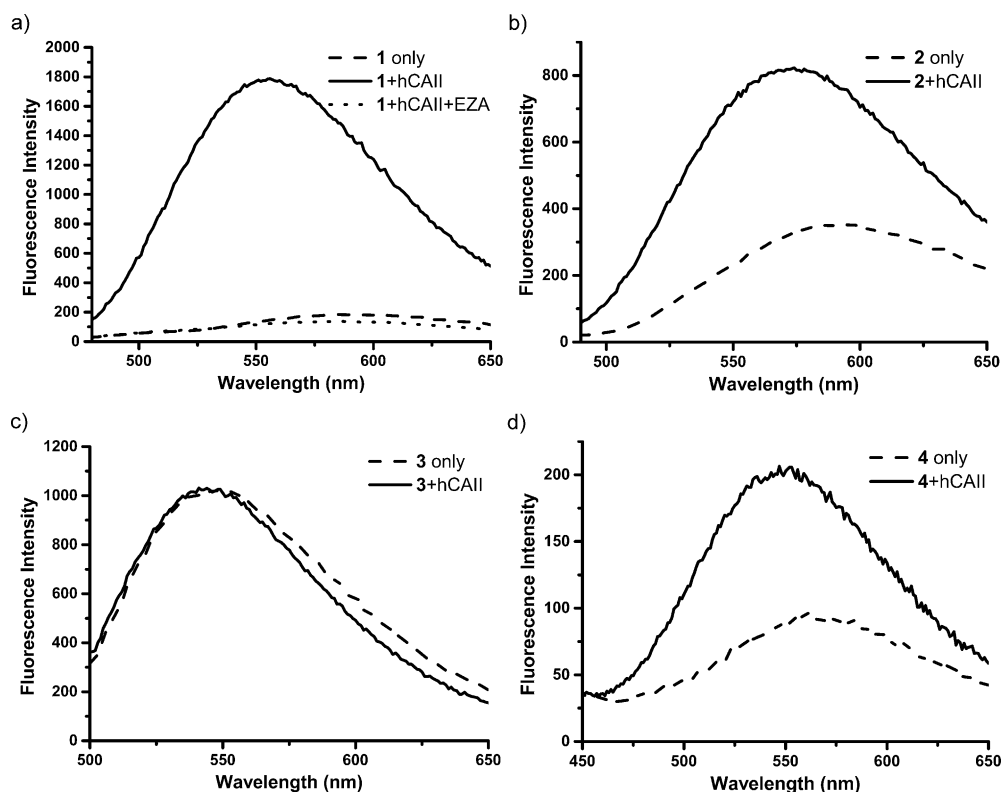 a)
2000
1800
1600
1400
1200
1000
800
600
400
200
0
Fluorescence Intensity
1 only
1+hCAII
1+hCAII+EZA
500 550 600 650
Wavelength (nm)
b)
800
600
400
200
0
Fluorescence Intensity
2 only
2+hCAII
500 550 600 650
Wavelength (nm)
c)
1200
1000
800
600
400
200
0
Fluorescence Intensity
3 only
3+hCAII
500 550 600 650
Wavelength (nm)
d)
200
150
100
50
0
Fluorescence Intensity
4 only
4+hCAII
450 500 550 600 650
Wavelength (nm)